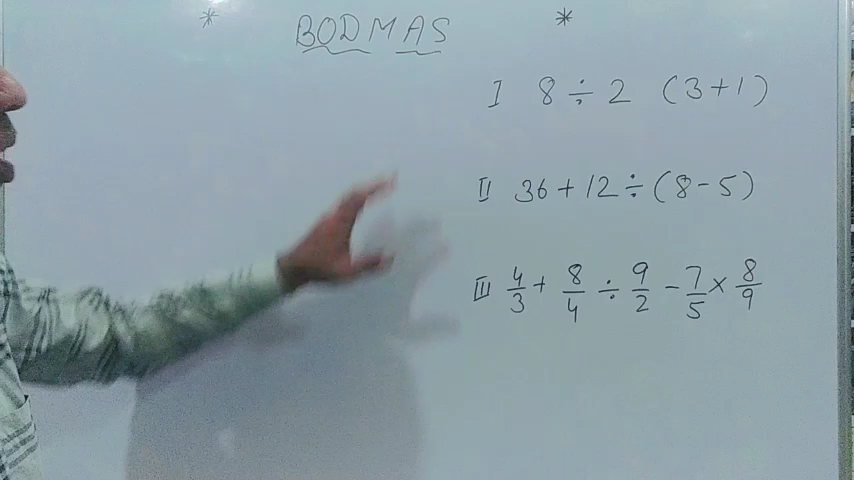 * BODMAS *
I 8 ÷ 2 (3+1)
II 36 + 12 ÷ (8 - 5)
III 4/3 + 8/4 ÷ 9/2 - 7/5 × 8/9